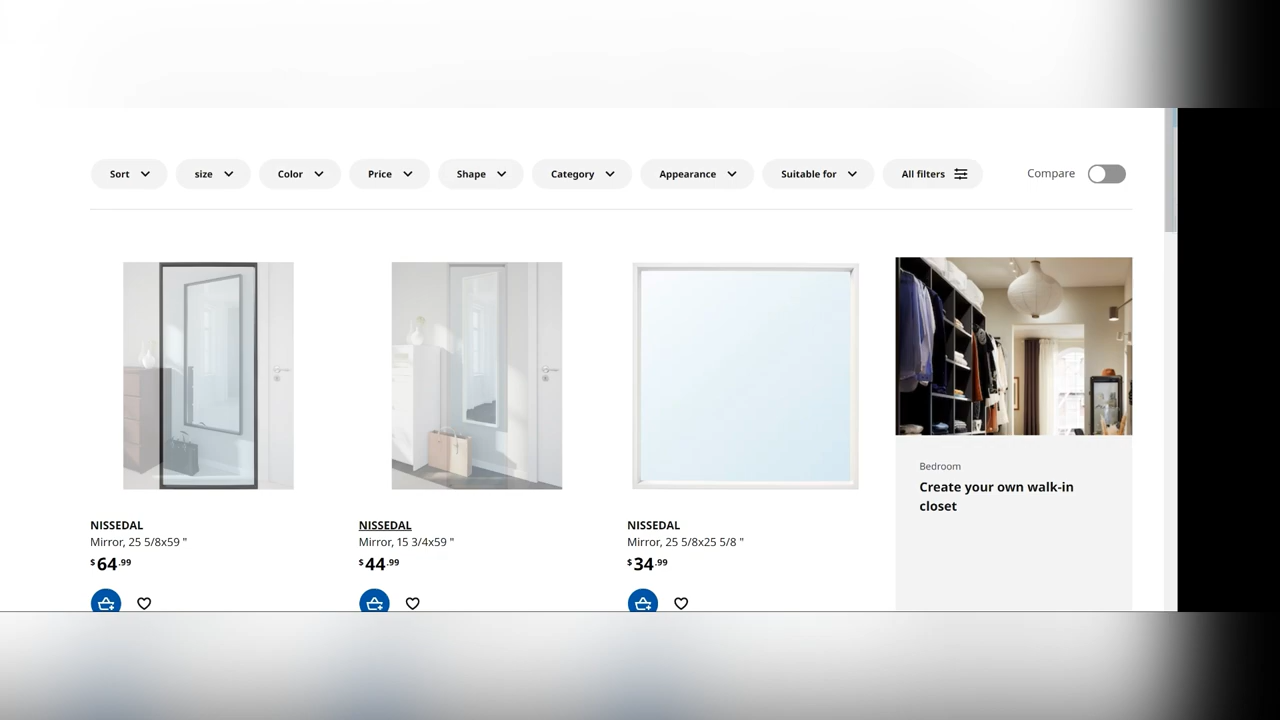 Sort size Color Price Shape Category Appearance Suitable for All filters Compare
NISSEDAL
Mirror, 25 5/8x59 "
$64.99
NISSEDAL
Mirror, 15 3/4x59 "
$44.99
NISSEDAL
Mirror, 25 5/8x25 5/8 "
$34.99
Bedroom
Create your own walk-in
closet